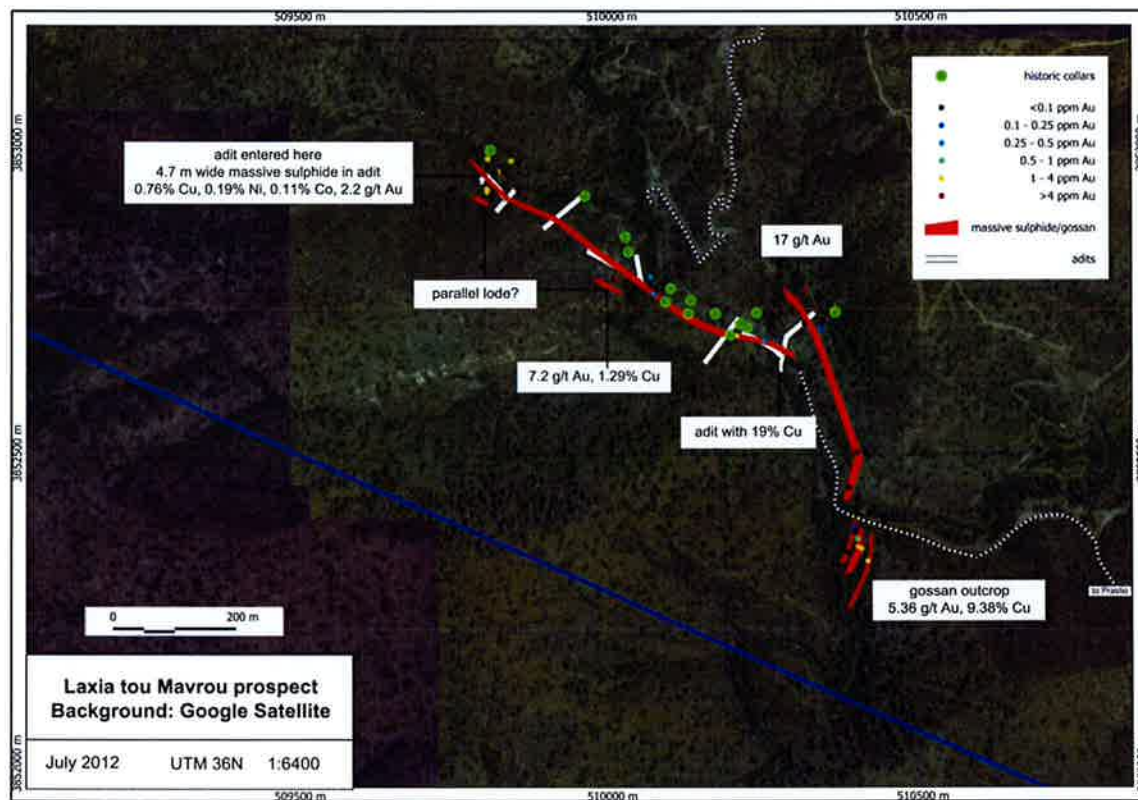 509500 m
510000 m
510500 m
3853000 m
3852500 m
3852000 m
historic collars
<0.1 ppm Au
0.1 - 0.25 ppm Au
0.25 - 0.5 ppm Au
0.5 - 1 ppm Au
1 - 4 ppm Au
>4 ppm Au
massive sulphide/gossan
adits
adit entered here
4.7 m wide massive sulphide in adit
0.76% Cu, 0.19% Ni, 0.11% Co, 2.2 g/t Au
17 g/t Au
parallel lode?
7.2 g/t Au, 1.29% Cu
adit with 19% Cu
gossan outcrop
5.36 g/t Au, 9.38% Cu
0 200 m
Laxia tou Mavrou prospect
Background: Google Satellite
July 2012 UTM 36N 1:6400
509500 m
510000 m
510500 m